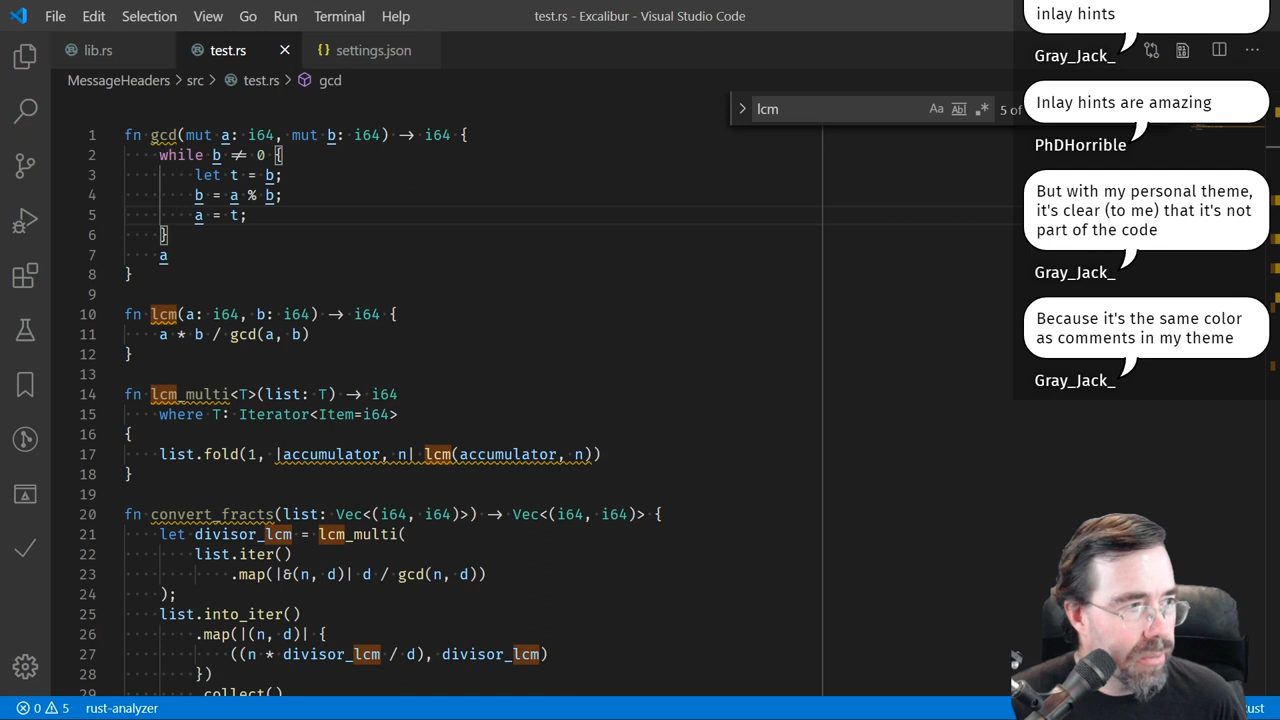 File Edit Selection View Go Run Terminal Help
test.rs - Excalibur - Visual Studio Code
lib.rs
test.rs
settings.json
MessageHeaders › src › test.rs › gcd
lcm
5 of
1 fn gcd(mut a: i64, mut b: i64) -> i64 {
2 ····while b != 0 {
3 ········let t = b;
4 ········b = a % b;
5 ········a = t;
6 ····}
7 ····a
8 }
9
10 fn lcm(a: i64, b: i64) -> i64 {
11 ····a * b / gcd(a, b)
12 }
13
14 fn lcm_multi<T>(list: T) -> i64
15 ····where T: Iterator<Item=i64>
16 {
17 ····list.fold(1, |accumulator, n| lcm(accumulator, n))
18 }
19
20 fn convert_fracts(list: Vec<(i64, i64)>) -> Vec<(i64, i64)> {
21 ····let divisor_lcm = lcm_multi(
22 ········list.iter()
23 ············.map(|&(n, d)| d / gcd(n, d))
24 ····);
25 ····list.into_iter()
26 ········.map(|(n, d)| {
27 ············((n * divisor_lcm / d), divisor_lcm)
28 ········})
29 ········.collect()
inlay hints
Gray_Jack_
Inlay hints are amazing
PhDHorrible
But with my personal theme,
it's clear (to me) that it's not
part of the code
Gray_Jack_
Because it's the same color
as comments in my theme
Gray_Jack_
0 5 rust-analyzer